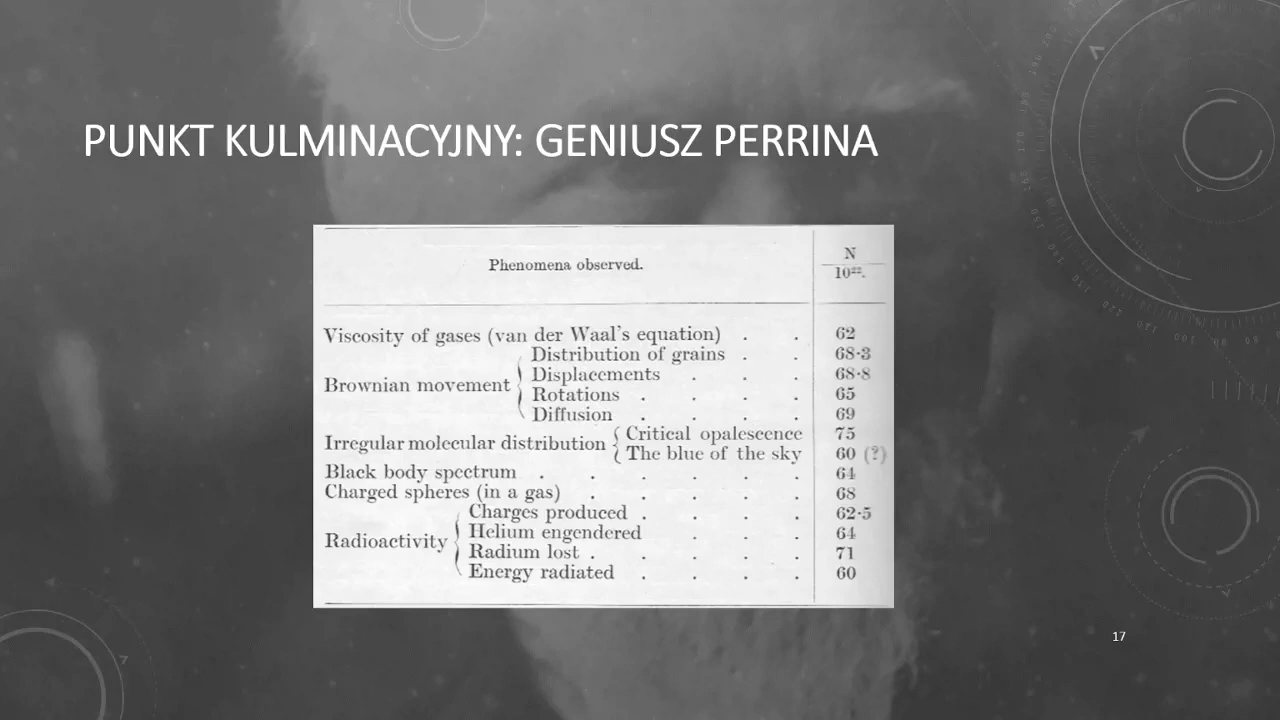 PUNKT KULMINACYJNY: GENIUSZ PERRINA
Phenomena observed.
N
10²².
Viscosity of gases (van der Waal's equation) . . 62
Distribution of grains . . 68·3
Brownian movement
Displacements . . . 68·8
Rotations . . . . 65
Diffusion . . . . 69
Irregular molecular distribution
Critical opalescence 75
The blue of the sky 60 (?)
Black body spectrum . . . . . . 64
Charged spheres (in a gas) . . . . . 68
Radioactivity
Charges produced . . . . 62·5
Helium engendered . . . 64
Radium lost . . . . . 71
Energy radiated . . . . 60
17